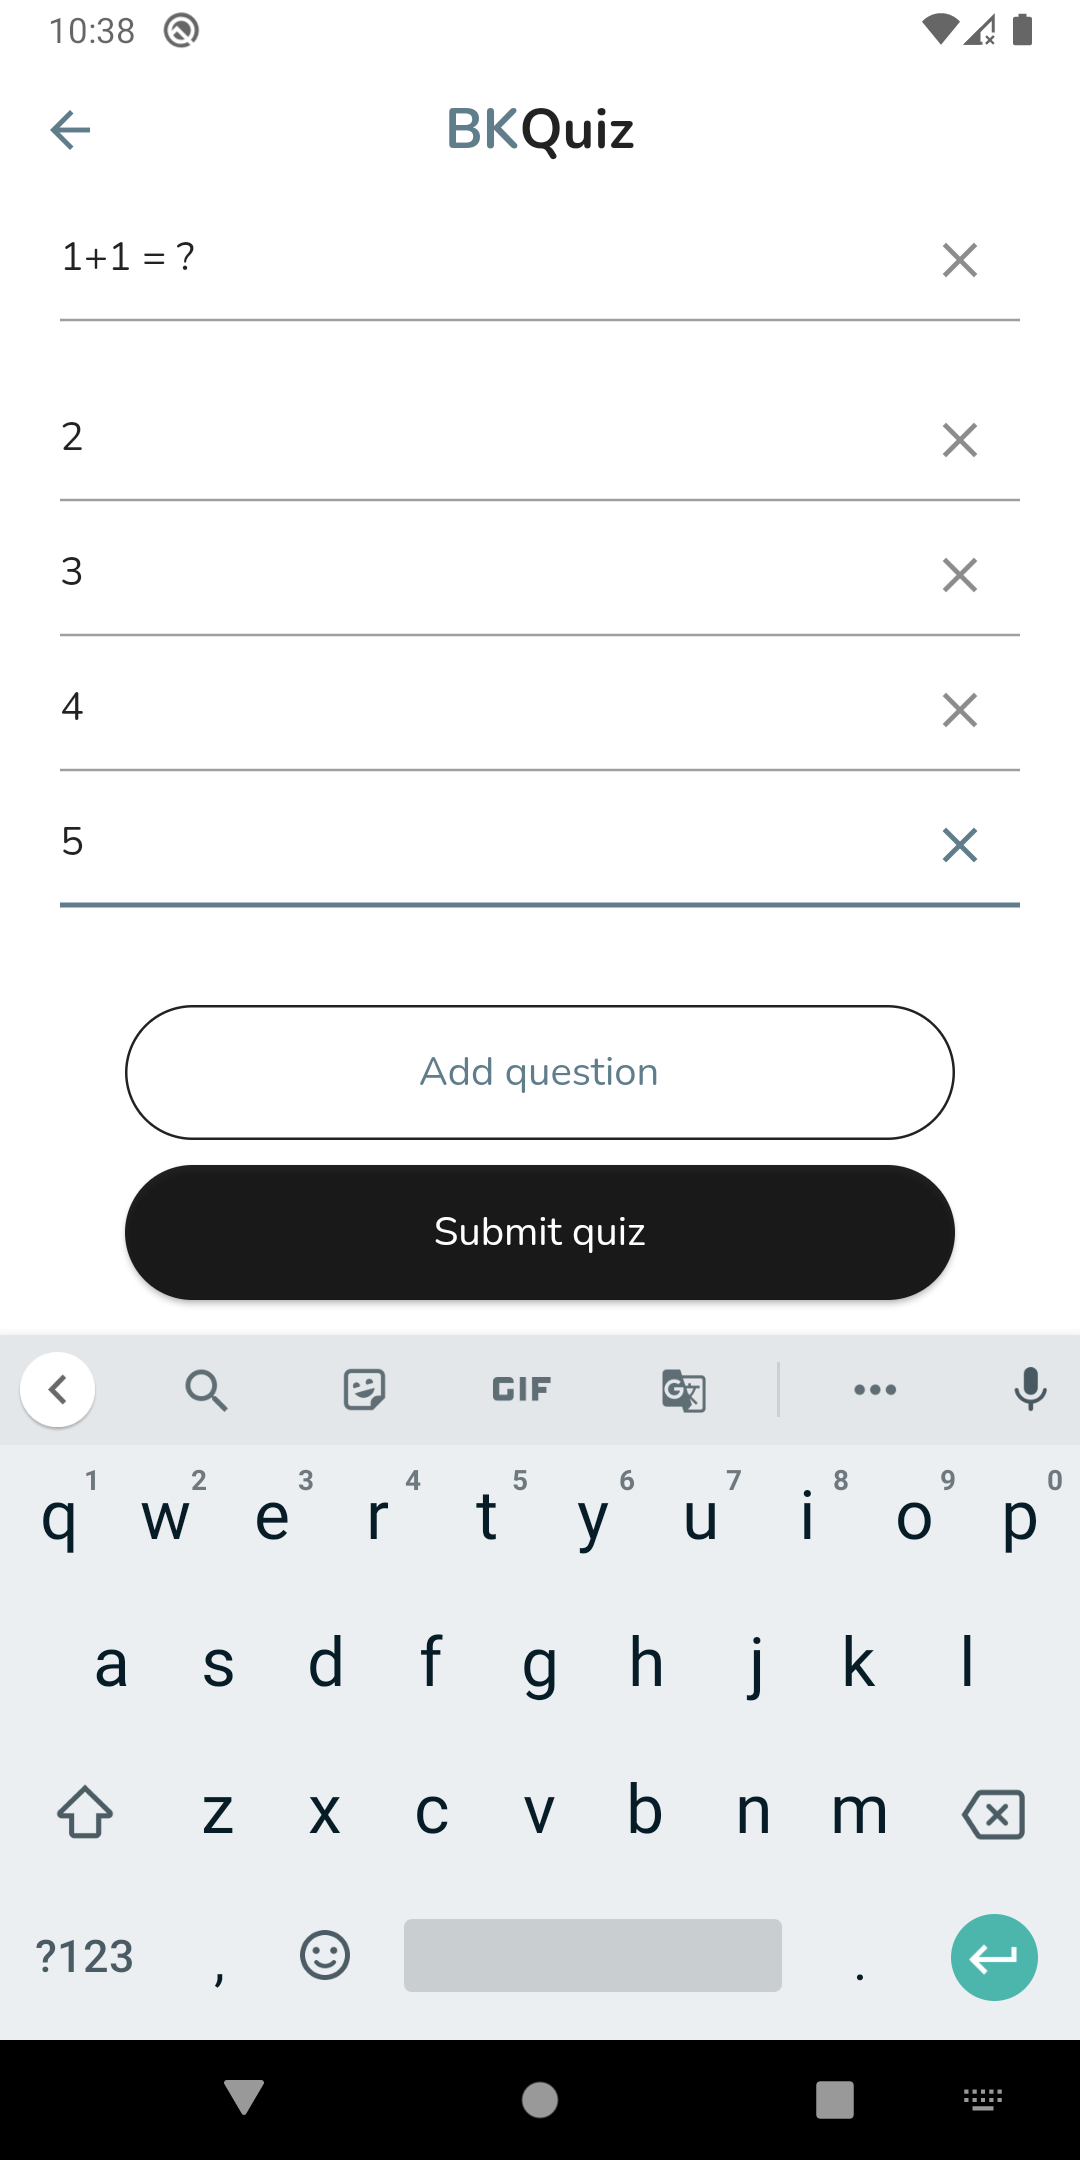 10:38
BKQuiz
1+1 = ?
2
3
4
5
Add question
Submit quiz
GIF
G
1 2 3 4 5 6 7 8 9 0
q w e r t y u i o p
a s d f g h j k l
z x c v b n m
?123 , .